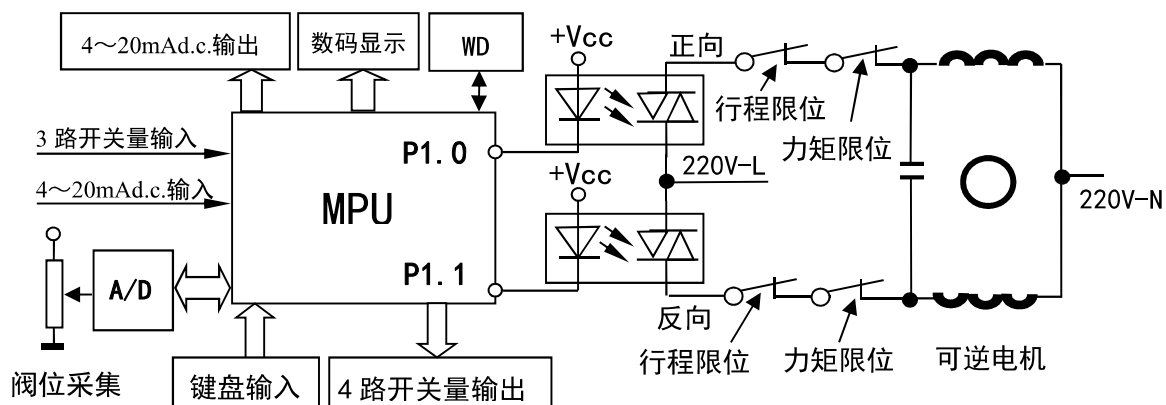 4～20mAd.c.输出
数码显示
WD
+Vcc
正向
行程限位
力矩限位
3 路开关量输入
P1.0
220V-L
4～20mAd.c.输入
MPU
+Vcc
220V-N
A/D
P1.1
反向
行程限位
力矩限位
可逆电机
阀位采集
键盘输入
4 路开关量输出